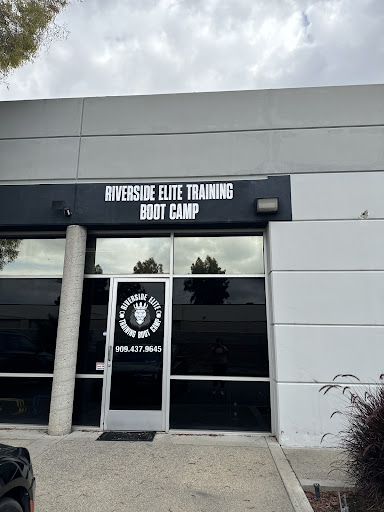 RIVERSIDE ELITE TRAINING
BOOT CAMP
RIVERSIDE ELITE
TRAINING BOOT CAMP
909.437.9645